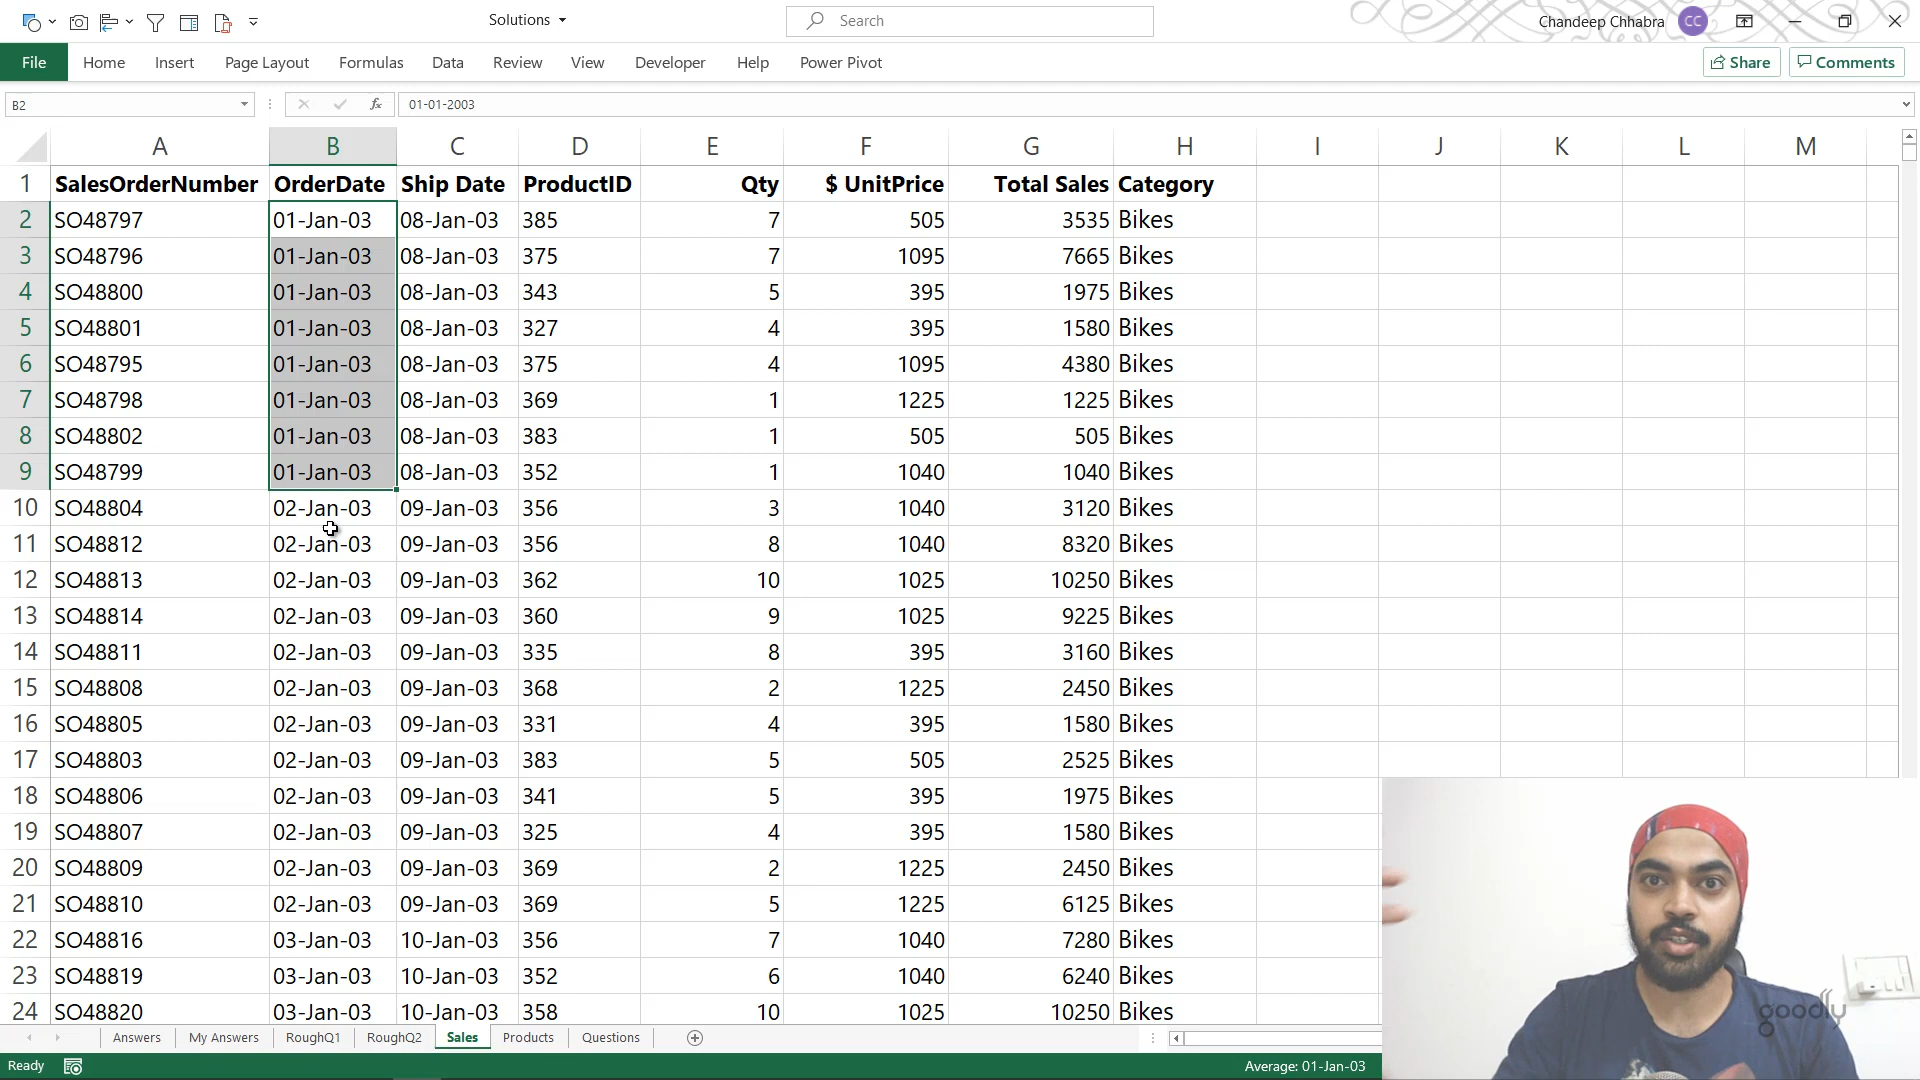 Solutions
Search
Chandeep Chhabra CC
File Home Insert Page Layout Formulas Data Review View Developer Help Power Pivot Share Comments
B2 fx 01-01-2003
A B C D E F G H I J K L M
1 SalesOrderNumber OrderDate Ship Date ProductID Qty $ UnitPrice Total Sales Category
2 SO48797 01-Jan-03 08-Jan-03 385 7 505 3535 Bikes
3 SO48796 01-Jan-03 08-Jan-03 375 7 1095 7665 Bikes
4 SO48800 01-Jan-03 08-Jan-03 343 5 395 1975 Bikes
5 SO48801 01-Jan-03 08-Jan-03 327 4 395 1580 Bikes
6 SO48795 01-Jan-03 08-Jan-03 375 4 1095 4380 Bikes
7 SO48798 01-Jan-03 08-Jan-03 369 1 1225 1225 Bikes
8 SO48802 01-Jan-03 08-Jan-03 383 1 505 505 Bikes
9 SO48799 01-Jan-03 08-Jan-03 352 1 1040 1040 Bikes
10 SO48804 02-Jan-03 09-Jan-03 356 3 1040 3120 Bikes
11 SO48812 02-Jan-03 09-Jan-03 356 8 1040 8320 Bikes
12 SO48813 02-Jan-03 09-Jan-03 362 10 1025 10250 Bikes
13 SO48814 02-Jan-03 09-Jan-03 360 9 1025 9225 Bikes
14 SO48811 02-Jan-03 09-Jan-03 335 8 395 3160 Bikes
15 SO48808 02-Jan-03 09-Jan-03 368 2 1225 2450 Bikes
16 SO48805 02-Jan-03 09-Jan-03 331 4 395 1580 Bikes
17 SO48803 02-Jan-03 09-Jan-03 383 5 505 2525 Bikes
18 SO48806 02-Jan-03 09-Jan-03 341 5 395 1975 Bikes
19 SO48807 02-Jan-03 09-Jan-03 325 4 395 1580 Bikes
20 SO48809 02-Jan-03 09-Jan-03 369 2 1225 2450 Bikes
21 SO48810 02-Jan-03 09-Jan-03 369 5 1225 6125 Bikes
22 SO48816 03-Jan-03 10-Jan-03 356 7 1040 7280 Bikes
23 SO48819 03-Jan-03 10-Jan-03 352 6 1040 6240 Bikes
24 SO48820 03-Jan-03 10-Jan-03 358 10 1025 10250 Bikes
goodly
Answers My Answers RoughQ1 RoughQ2 Sales Products Questions
Ready Average: 01-Jan-03